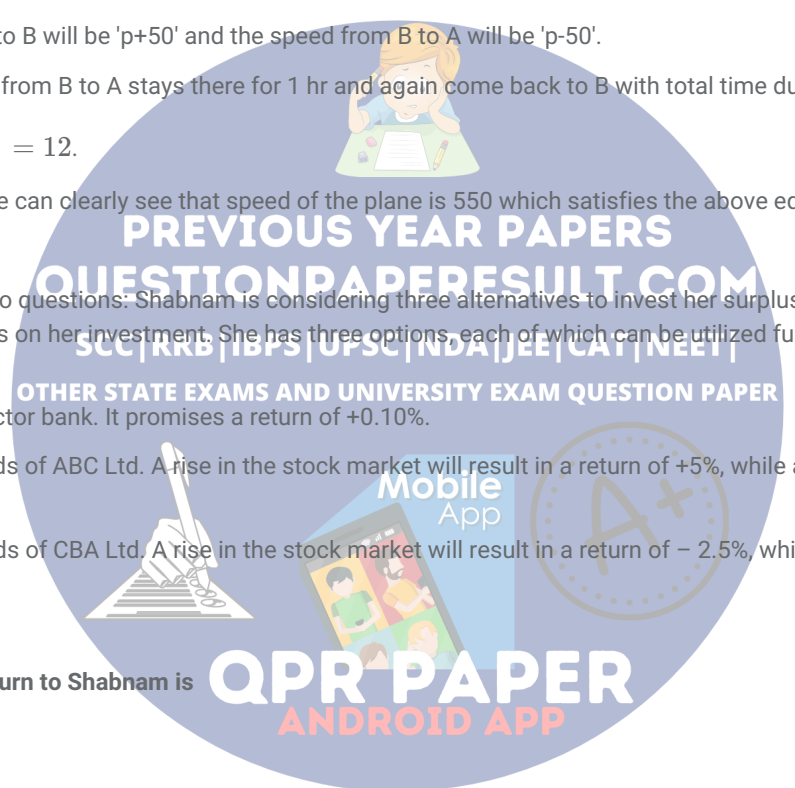 to B will be 'p+50' and the speed from B to A will be 'p-50'.
from B to A stays there for 1 hr and again come back to B with total time du
= 12.
e can clearly see that speed of the plane is 550 which satisfies the above ec
PREVIOUS YEAR PAPERS
QUESTIONPAPERESULT.COM
o questions: Shabnam is considering three alternatives to invest her surplus
s on her investment. She has three options, each of which can be utilized fu
SCC|RRB|IBPS|UPSC|NDA|JEE|CAT|NEET|
OTHER STATE EXAMS AND UNIVERSITY EXAM QUESTION PAPER
ctor bank. It promises a return of +0.10%.
ds of ABC Ltd. A rise in the stock market will result in a return of +5%, while a
Mobile
App
A+
ds of CBA Ltd. A rise in the stock market will result in a return of – 2.5%, whi
urn to Shabnam is
QPR PAPER
ANDROID APP